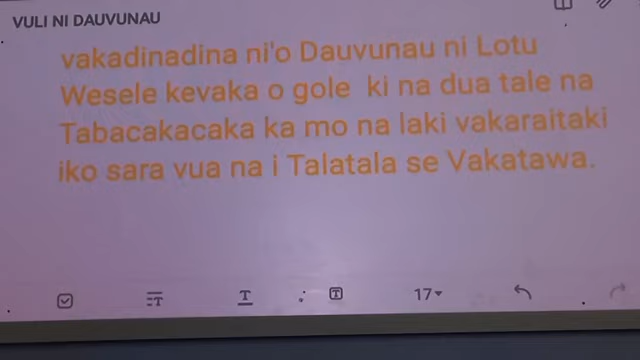 VULI NI DAUVUNAU
vakadinadina ni'o Dauvunau ni Lotu
Wesele kevaka o gole ki na dua tale na
Tabacakacaka ka mo na laki vakaraitaki
iko sara vua na i Talatala se Vakatawa.
17